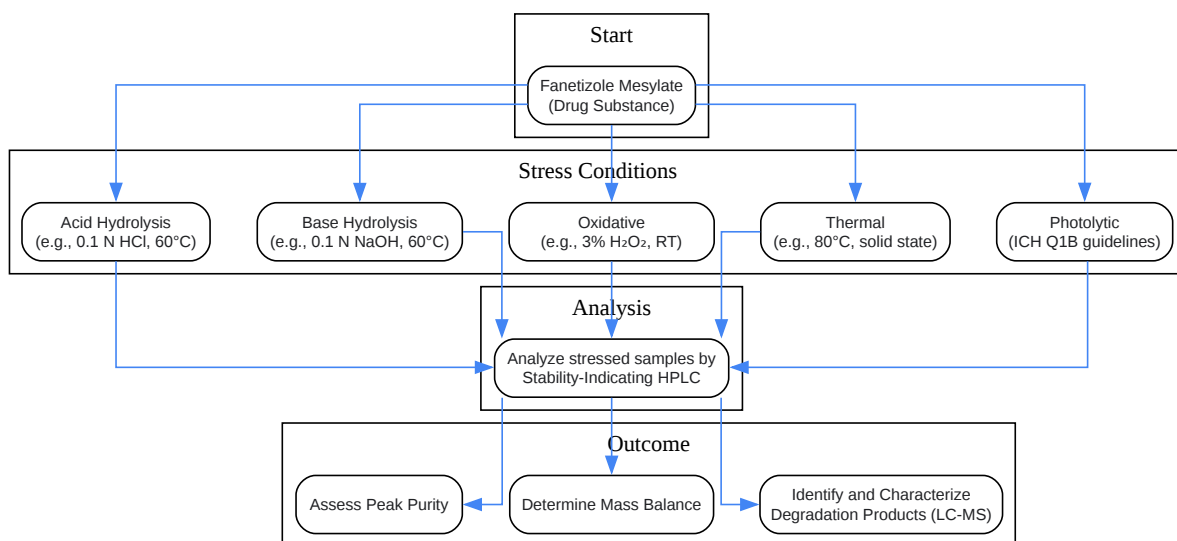 Start
Fanetizole Mesylate
(Drug Substance)
Stress Conditions
Acid Hydrolysis
(e.g., 0.1 N HCl, 60°C)
Base Hydrolysis
(e.g., 0.1 N NaOH, 60°C)
Oxidative
(e.g., 3% H₂O₂, RT)
Thermal
(e.g., 80°C, solid state)
Photolytic
(ICH Q1B guidelines)
Analysis
Analyze stressed samples by
Stability-Indicating HPLC
Outcome
Assess Peak Purity
Determine Mass Balance
Identify and Characterize
Degradation Products (LC-MS)